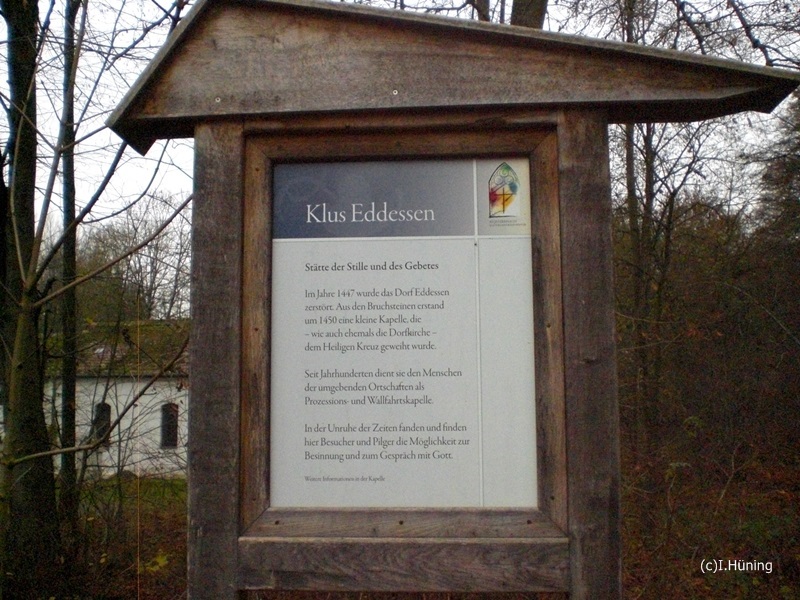 Klus Eddessen
Stätte der Stille und des Gebetes
Im Jahre 1447 wurde das Dorf Eddessen
zerstört. Aus den Bruchsteinen erstand
um 1450 eine kleine Kapelle, die
– wie auch ehemals die Dorfkirche –
dem Heiligen Kreuz geweiht wurde.
Seit Jahrhunderten dient sie den Menschen
der umgebenden Ortschaften als
Prozessions- und Wallfahrtskapelle.
In der Unruhe der Zeiten fanden und finden
hier Besucher und Pilger die Möglichkeit zur
Besinnung und zum Gespräch mit Gott.
Weitere Informationen in der Kapelle
(c)I.Hüning